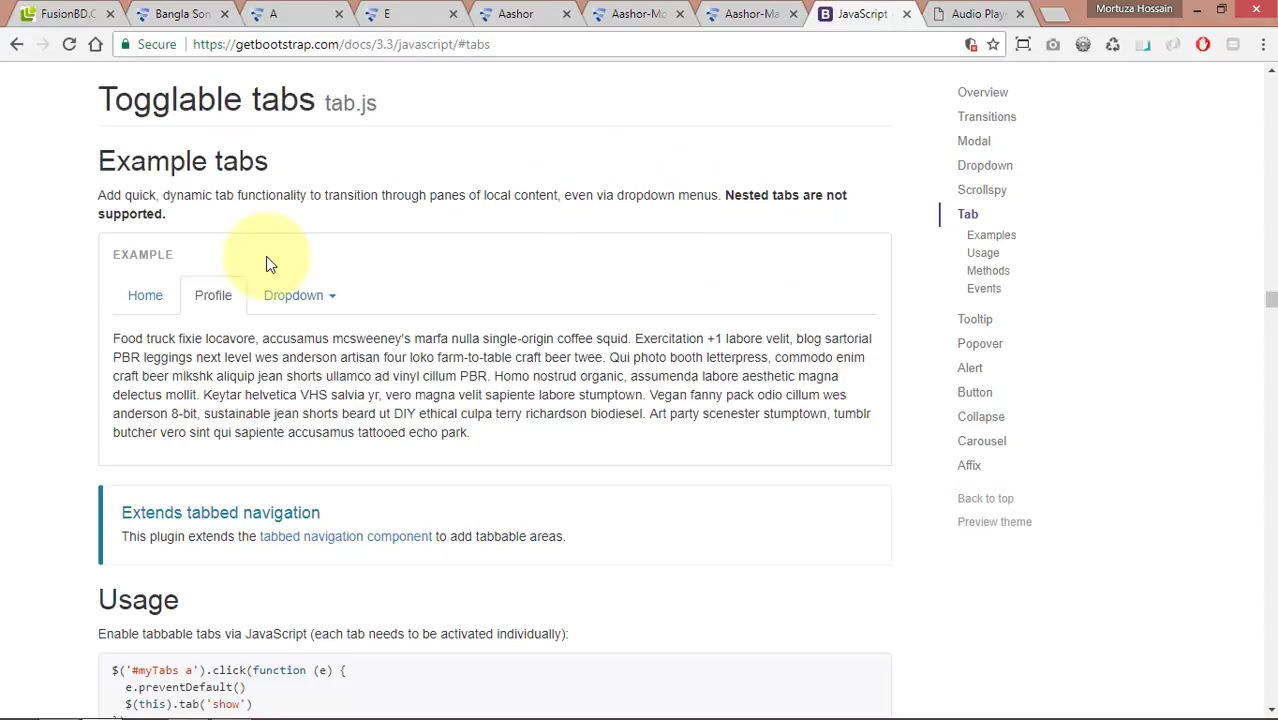 FusionBD.C
Bangla Son
A
E
Aashor
Aashor-Mo
Aashor-Ma
JavaScript
Audio Play
Mortuza Hossain
Secure
https://getbootstrap.com/docs/3.3/javascript/#tabs
Togglable tabs tab.js
Example tabs
Add quick, dynamic tab functionality to transition through panes of local content, even via dropdown menus. Nested tabs are not
supported.
EXAMPLE
Home
Profile
Dropdown
Food truck fixie locavore, accusamus mcsweeney's marfa nulla single-origin coffee squid. Exercitation +1 labore velit, blog sartorial
PBR leggings next level wes anderson artisan four loko farm-to-table craft beer twee. Qui photo booth letterpress, commodo enim
craft beer mlkshk aliquip jean shorts ullamco ad vinyl cillum PBR. Homo nostrud organic, assumenda labore aesthetic magna
delectus mollit. Keytar helvetica VHS salvia yr, vero magna velit sapiente labore stumptown. Vegan fanny pack odio cillum wes
anderson 8-bit, sustainable jean shorts beard ut DIY ethical culpa terry richardson biodiesel. Art party scenester stumptown, tumblr
butcher vero sint qui sapiente accusamus tattooed echo park.
Extends tabbed navigation
This plugin extends the tabbed navigation component to add tabbable areas.
Usage
Enable tabbable tabs via JavaScript (each tab needs to be activated individually):
$('#myTabs a').click(function (e) {
e.preventDefault()
$(this).tab('show')
Overview
Transitions
Modal
Dropdown
Scrollspy
Tab
Examples
Usage
Methods
Events
Tooltip
Popover
Alert
Button
Collapse
Carousel
Affix
Back to top
Preview theme